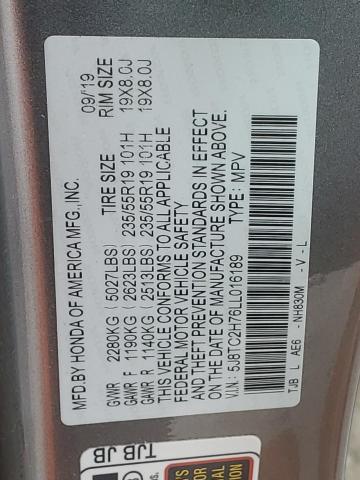 MFD.BY HONDA OF AMERICA MFG.,INC. 09/19
TIRE SIZE RIM SIZE
GVWR 2280KG (5027LBS)
GAWR F 1190KG (2623LBS) 235/55R19 101H 19X8.0J
GAWR R 1140KG (2513LBS) 235/55R19 101H 19X8.0J
THIS VEHICLE CONFORMS TO ALL APPLICABLE
FEDERAL MOTOR VEHICLE SAFETY
AND THEFT PREVENTION STANDARDS IN EFFECT
ON THE DATE OF MANUFACTURE SHOWN ABOVE.
V.I.N: 5J8TC2H76LL016189 TYPE: MPV
TJB L AE6 NH830M -V-L
TJB JB